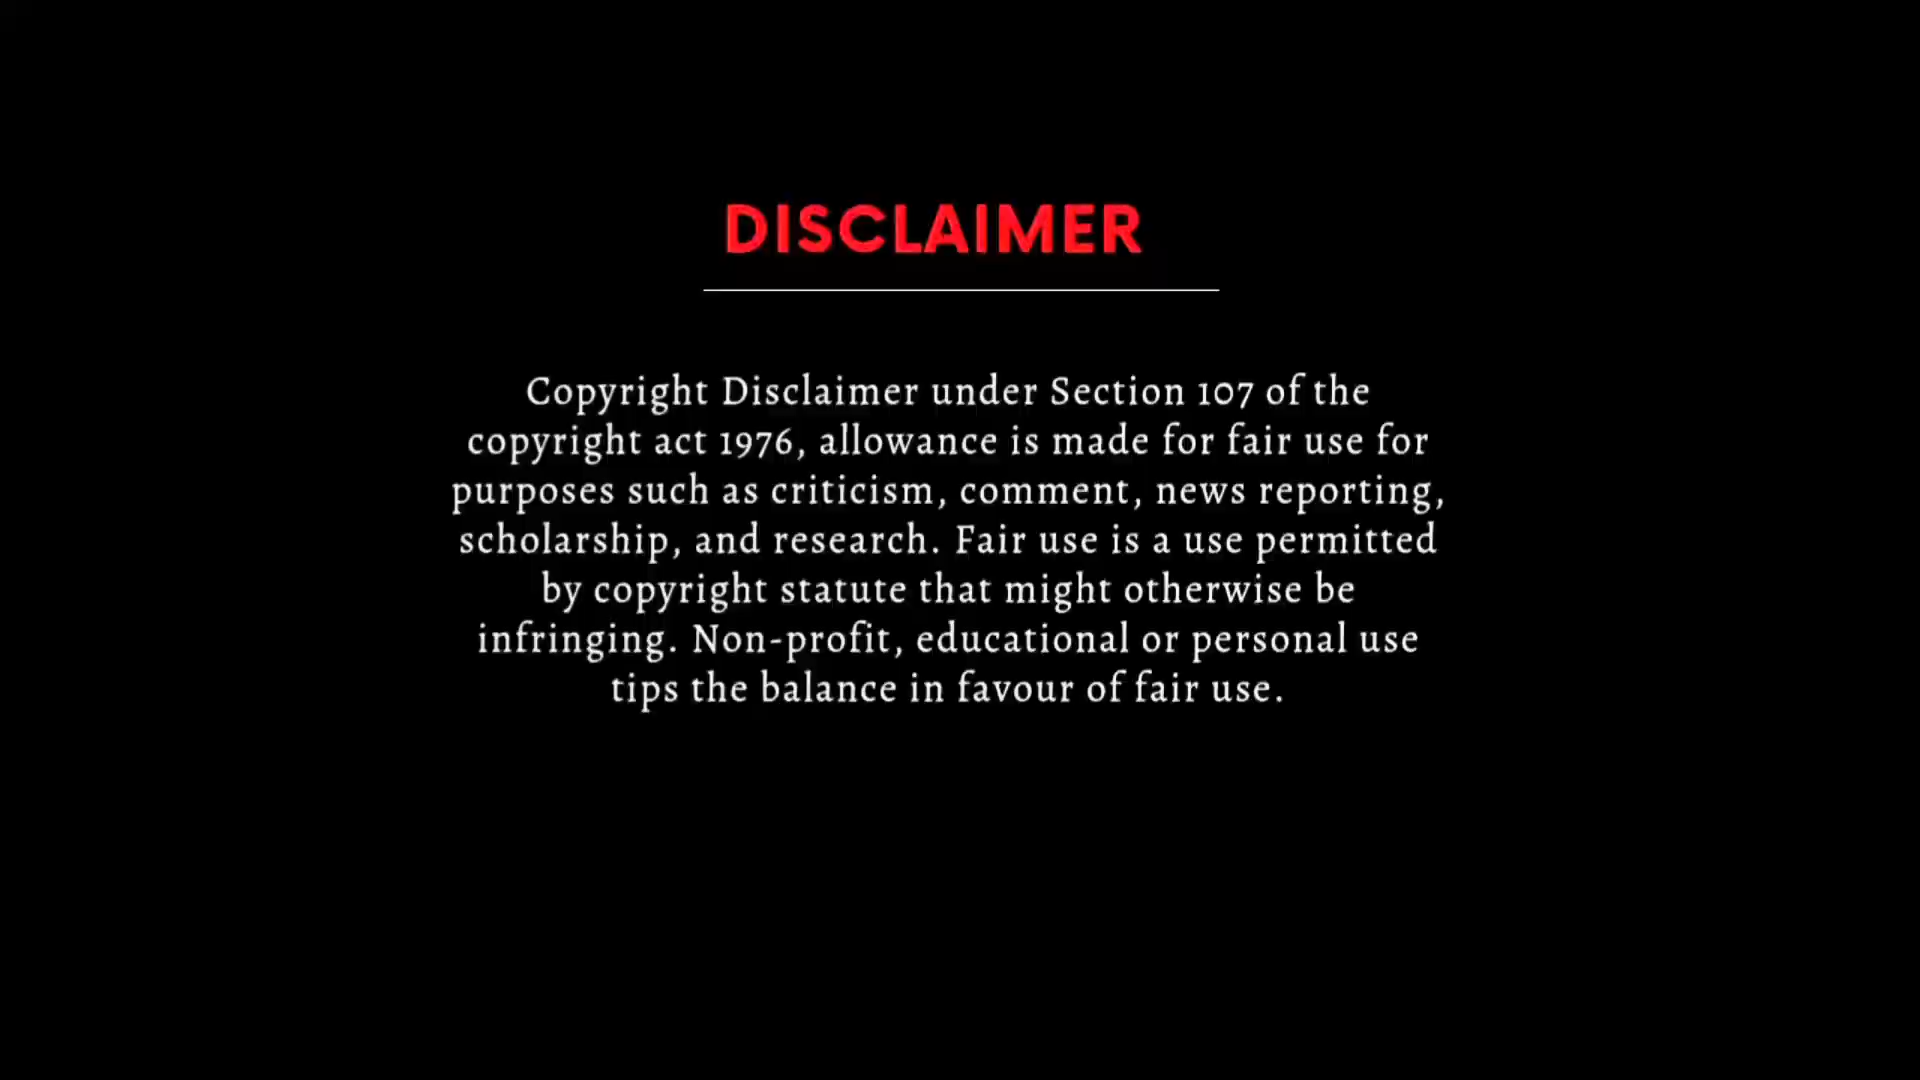 DISCLAIMER
Copyright Disclaimer under Section 107 of the
copyright act 1976, allowance is made for fair use for
purposes such as criticism, comment, news reporting,
scholarship, and research. Fair use is a use permitted
by copyright statute that might otherwise be
infringing. Non-profit, educational or personal use
tips the balance in favour of fair use.